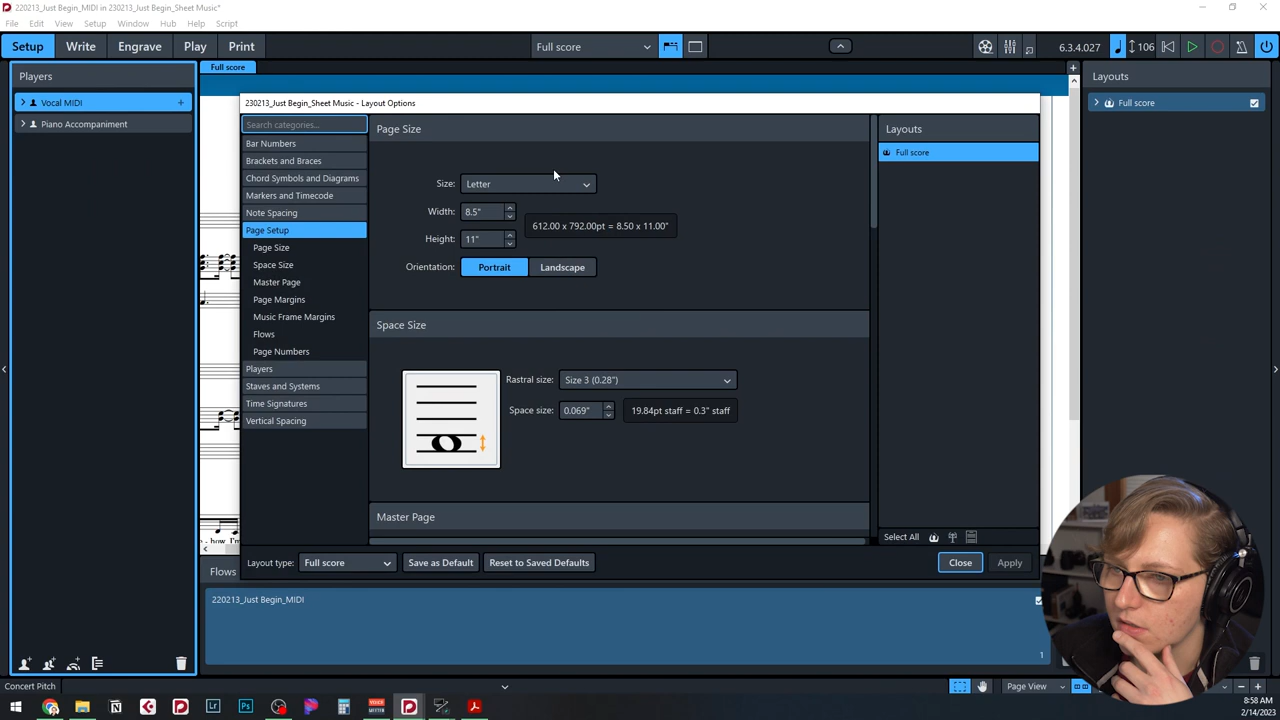 220213_Just Begin_MIDI in 230213_Just Begin_Sheet Music*
File Edit View Setup Window Hub Help Script
Setup Write Engrave Play Print
Full score
6.3.4.027
106
Players
Full score
Layouts
Vocal MIDI
Piano Accompaniment
Full score
230213_Just Begin_Sheet Music - Layout Options
Search categories...
Bar Numbers
Brackets and Braces
Chord Symbols and Diagrams
Markers and Timecode
Note Spacing
Page Setup
Page Size
Space Size
Master Page
Page Margins
Music Frame Margins
Flows
Page Numbers
Players
Staves and Systems
Time Signatures
Vertical Spacing
Page Size
Size: Letter
Width: 8.5"
612.00 x 792.00pt = 8.50 x 11.00"
Height: 11"
Orientation: Portrait Landscape
Space Size
Rastral size: Size 3 (0.28")
Space size: 0.069" 19.84pt staff = 0.3" staff
Master Page
Layouts
Full score
Select All
Layout type: Full score Save as Default Reset to Saved Defaults
Close Apply
how, I'm
Flows
220213_Just Begin_MIDI
1
Concert Pitch
Page View
8:58 AM
2/14/2023